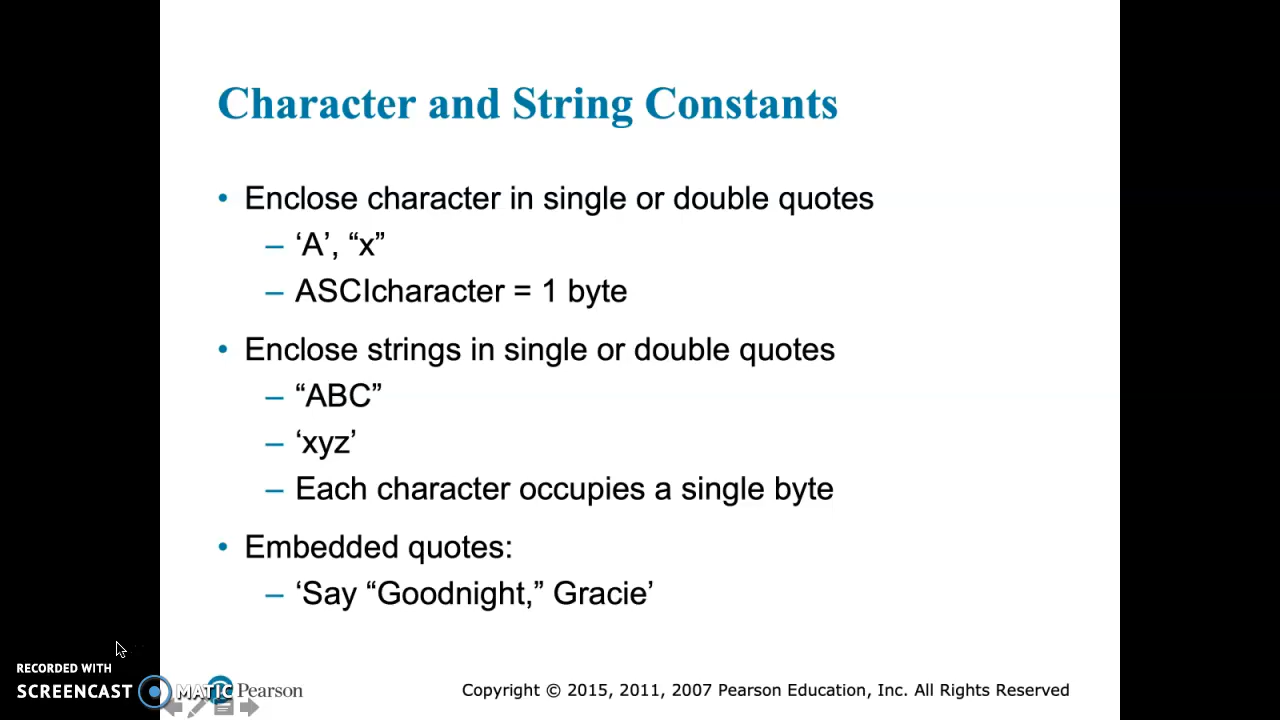 Character and String Constants
• Enclose character in single or double quotes
– ‘A’, “x”
– ASCIcharacter = 1 byte
• Enclose strings in single or double quotes
– “ABC”
– ‘xyz’
– Each character occupies a single byte
• Embedded quotes:
– ‘Say “Goodnight,” Gracie’
RECORDED WITH
SCREENCAST MATIC
Pearson
Copyright © 2015, 2011, 2007 Pearson Education, Inc. All Rights Reserved